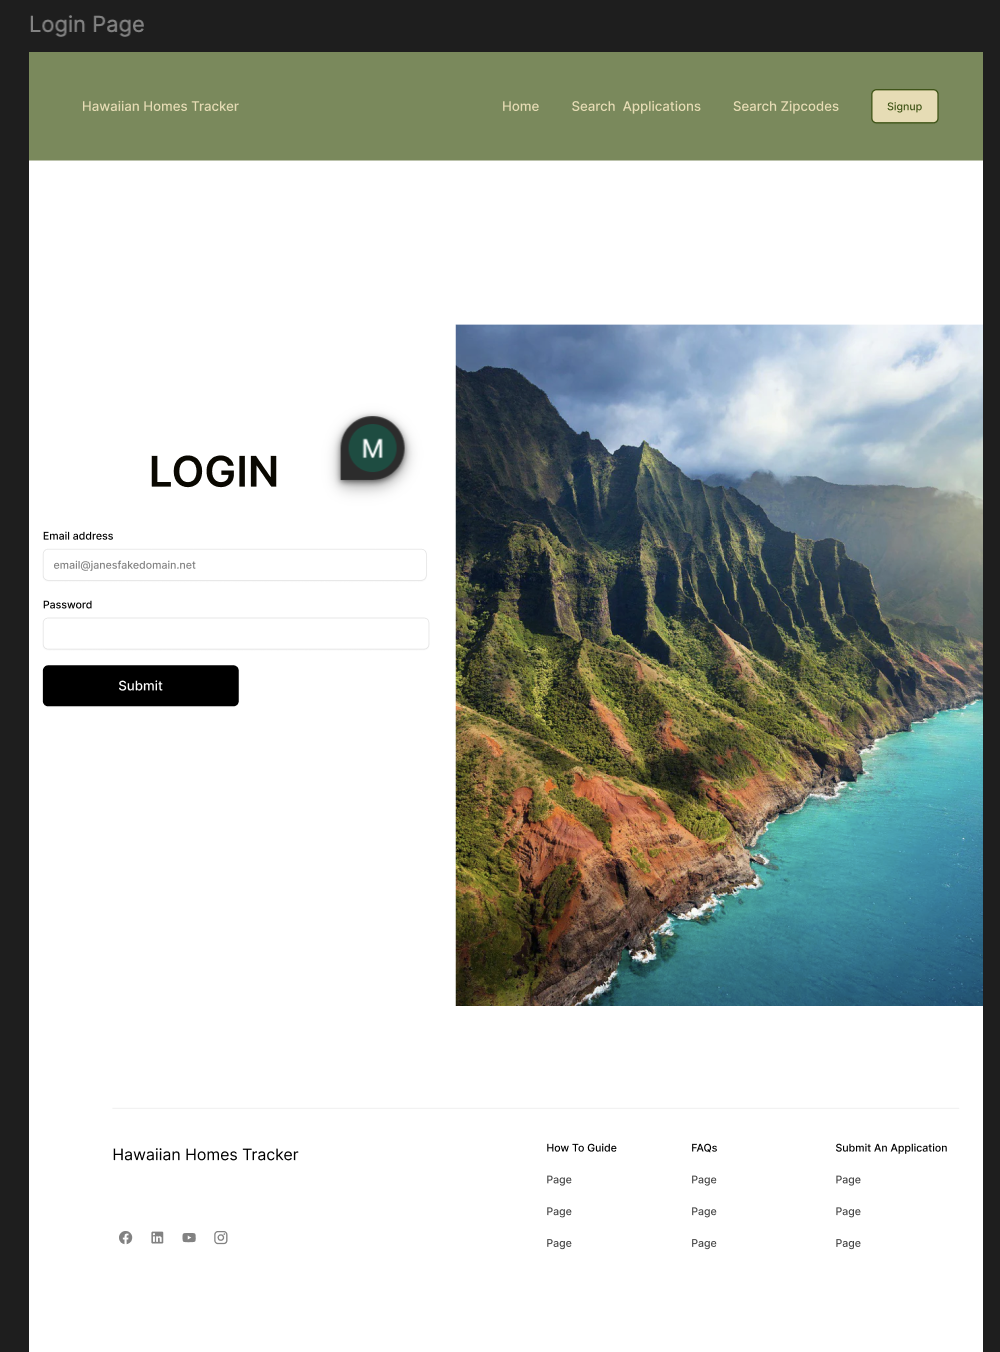 Login Page
Hawaiian Homes Tracker
Home
Search  Applications
Search Zipcodes
Signup
M
LOGIN
Email address
email@janesfakedomain.net
Password
Submit
Hawaiian Homes Tracker
How To Guide
Page
Page
Page
FAQs
Page
Page
Page
Submit An Application
Page
Page
Page